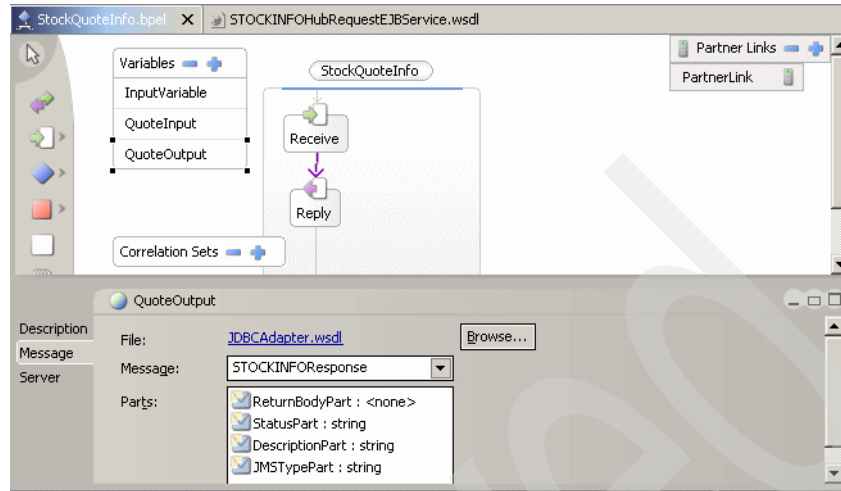 StockQuoteInfo.bpel X STOCKINFOHubRequestEJBService.wsdl
Variables
InputVariable
QuoteInput
QuoteOutput
StockQuoteInfo
Receive
Reply
Partner Links
PartnerLink
Correlation Sets
QuoteOutput
Description
Message
Server
File: JDBCAdapter.wsdl Browse...
Message: STOCKINFOResponse
Parts: ReturnBodyPart : <none>
StatusPart : string
DescriptionPart : string
JMSTypePart : string